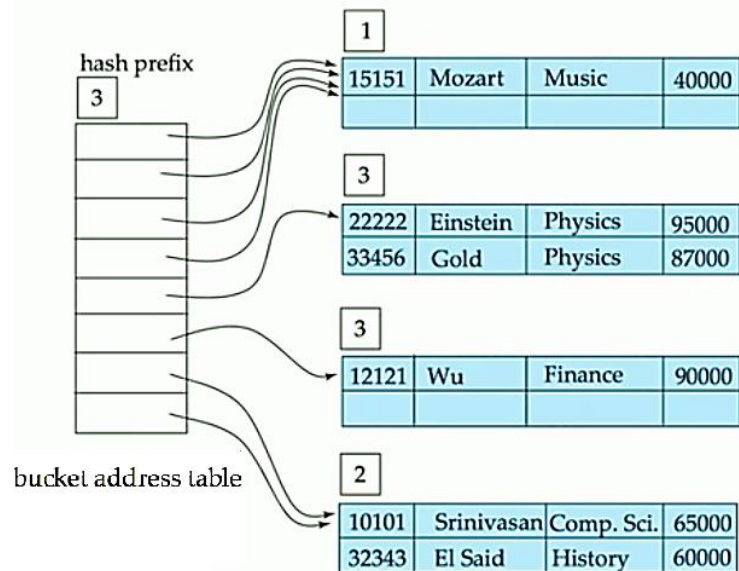 hash prefix
3
1
15151 Mozart Music 40000
3
22222 Einstein Physics 95000
33456 Gold Physics 87000
3
12121 Wu Finance 90000
bucket address table
2
10101 Srinivasan Comp. Sci. 65000
32343 El Said History 60000